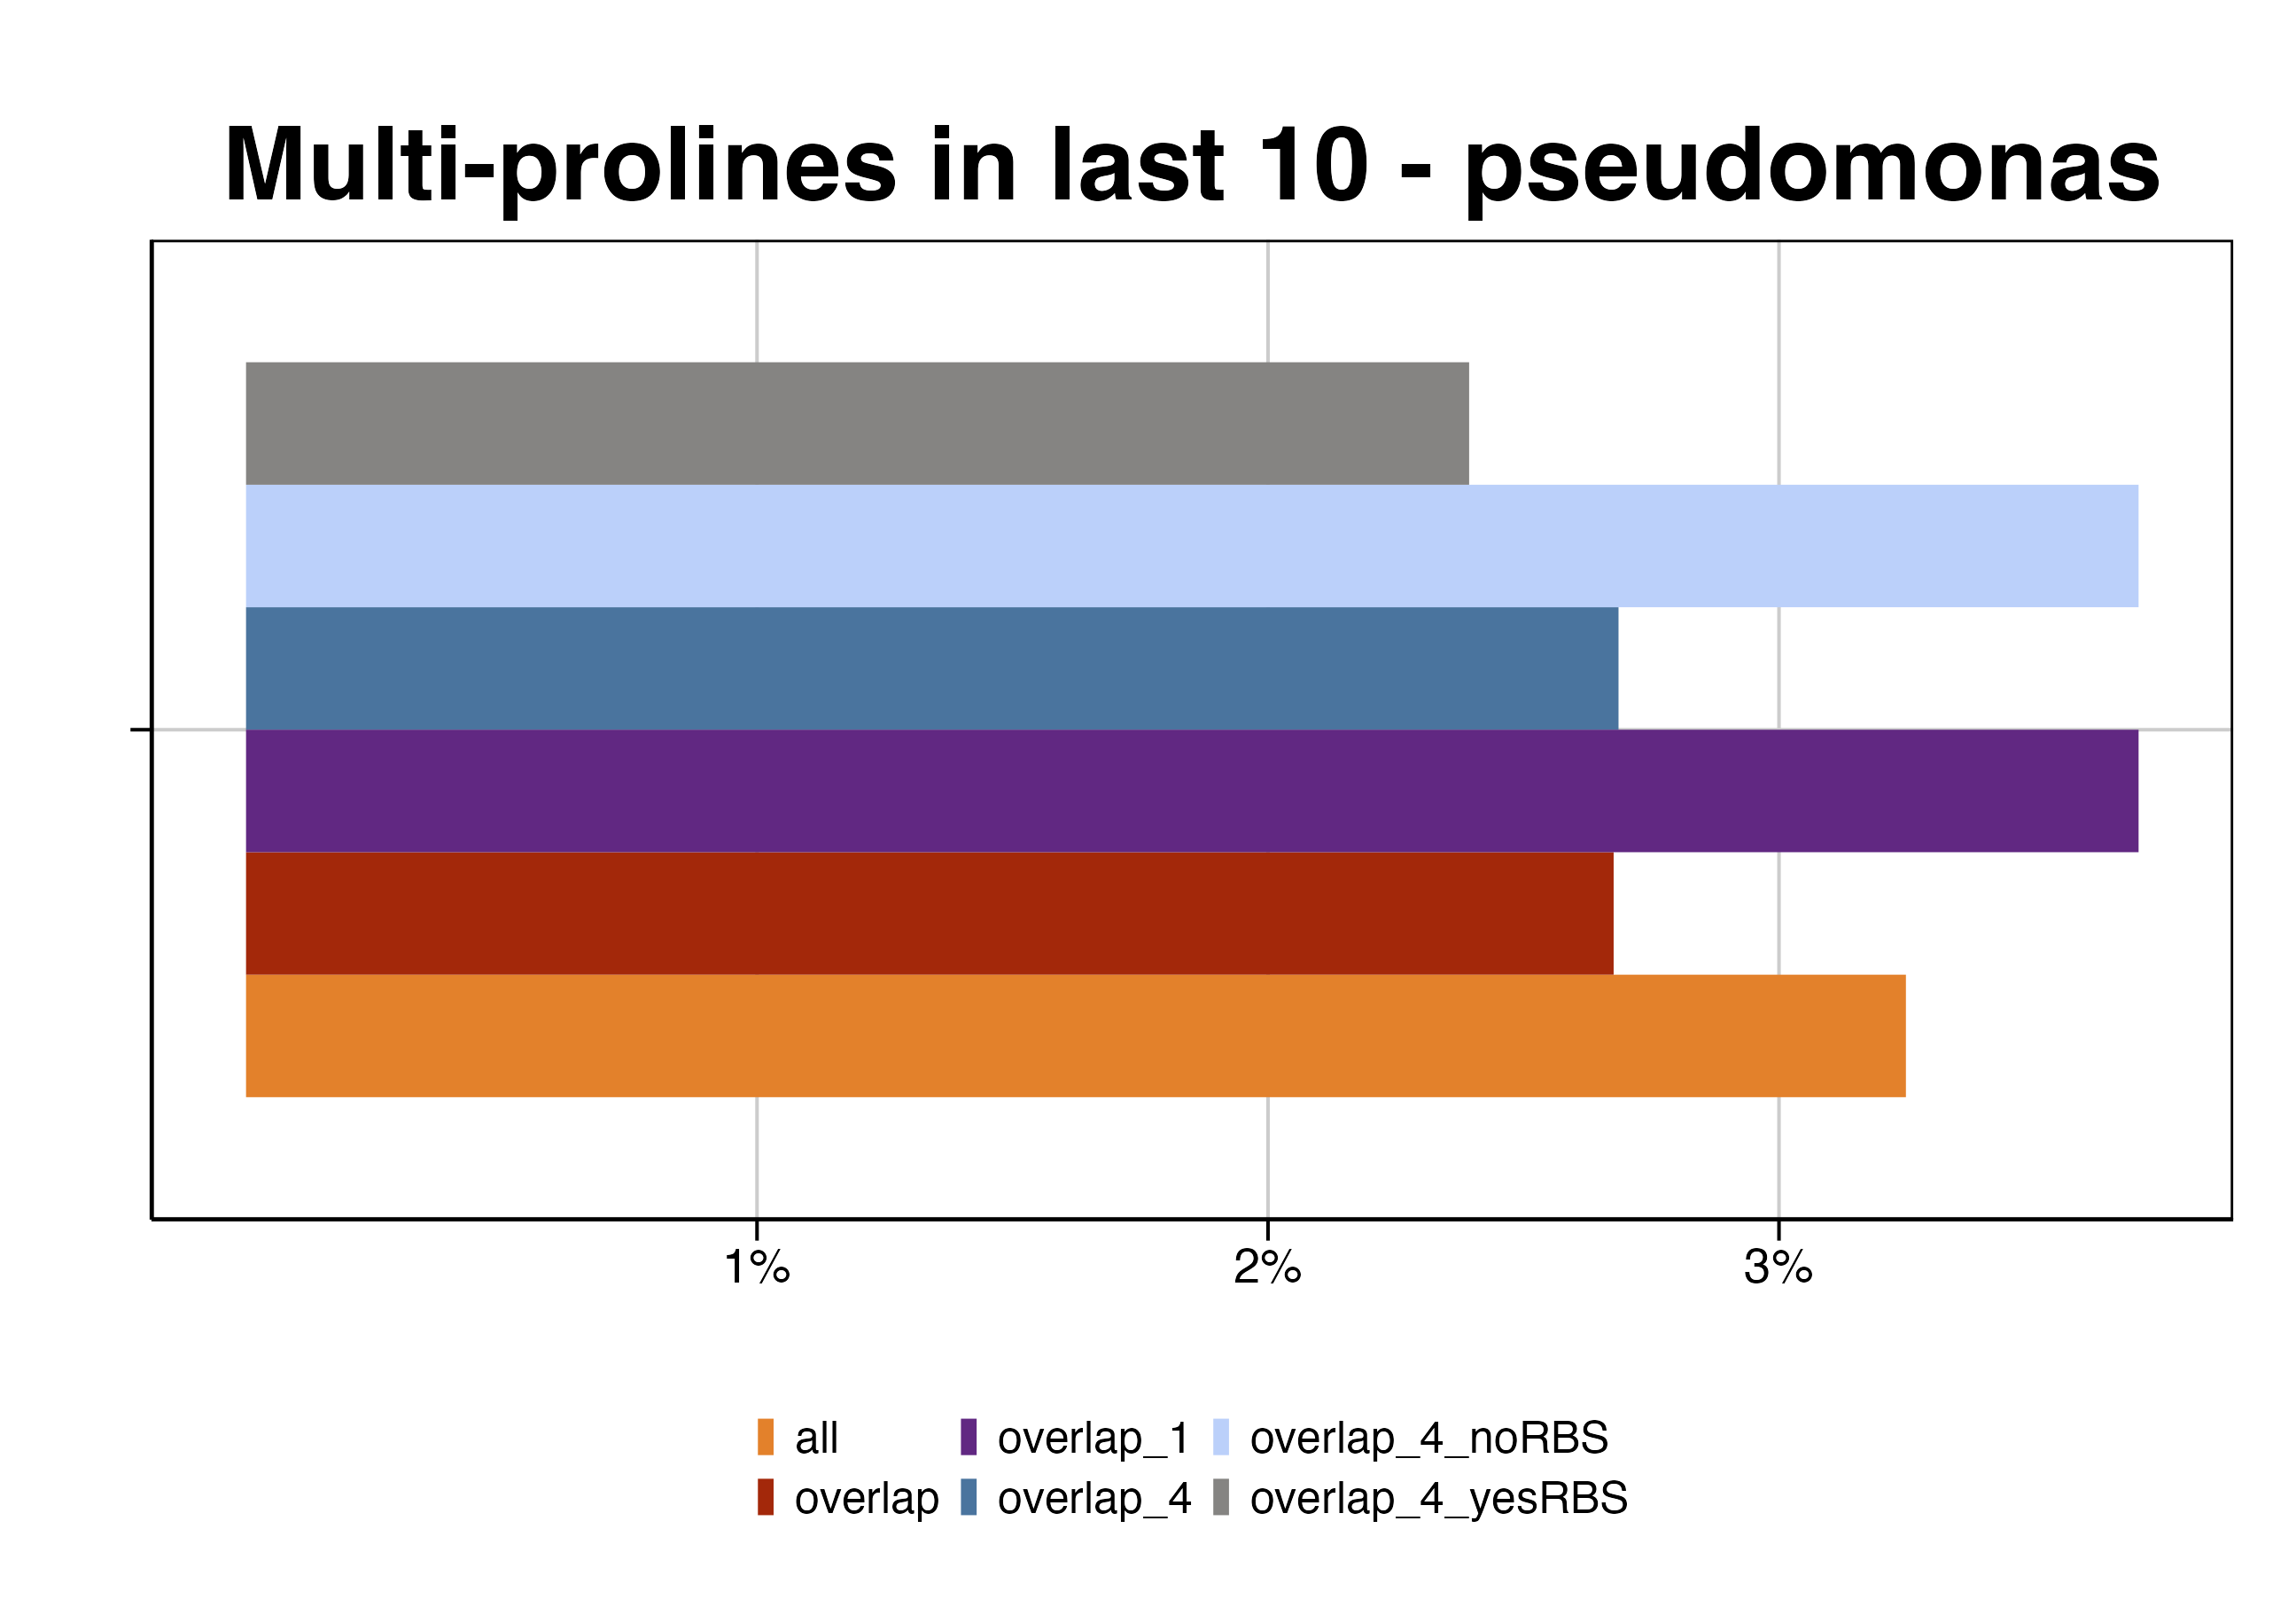 Multi-prolines in last 10 - pseudomonas
1% 2% 3%
all overlap_1 overlap_4_noRBS
overlap overlap_4 overlap_4_yesRBS